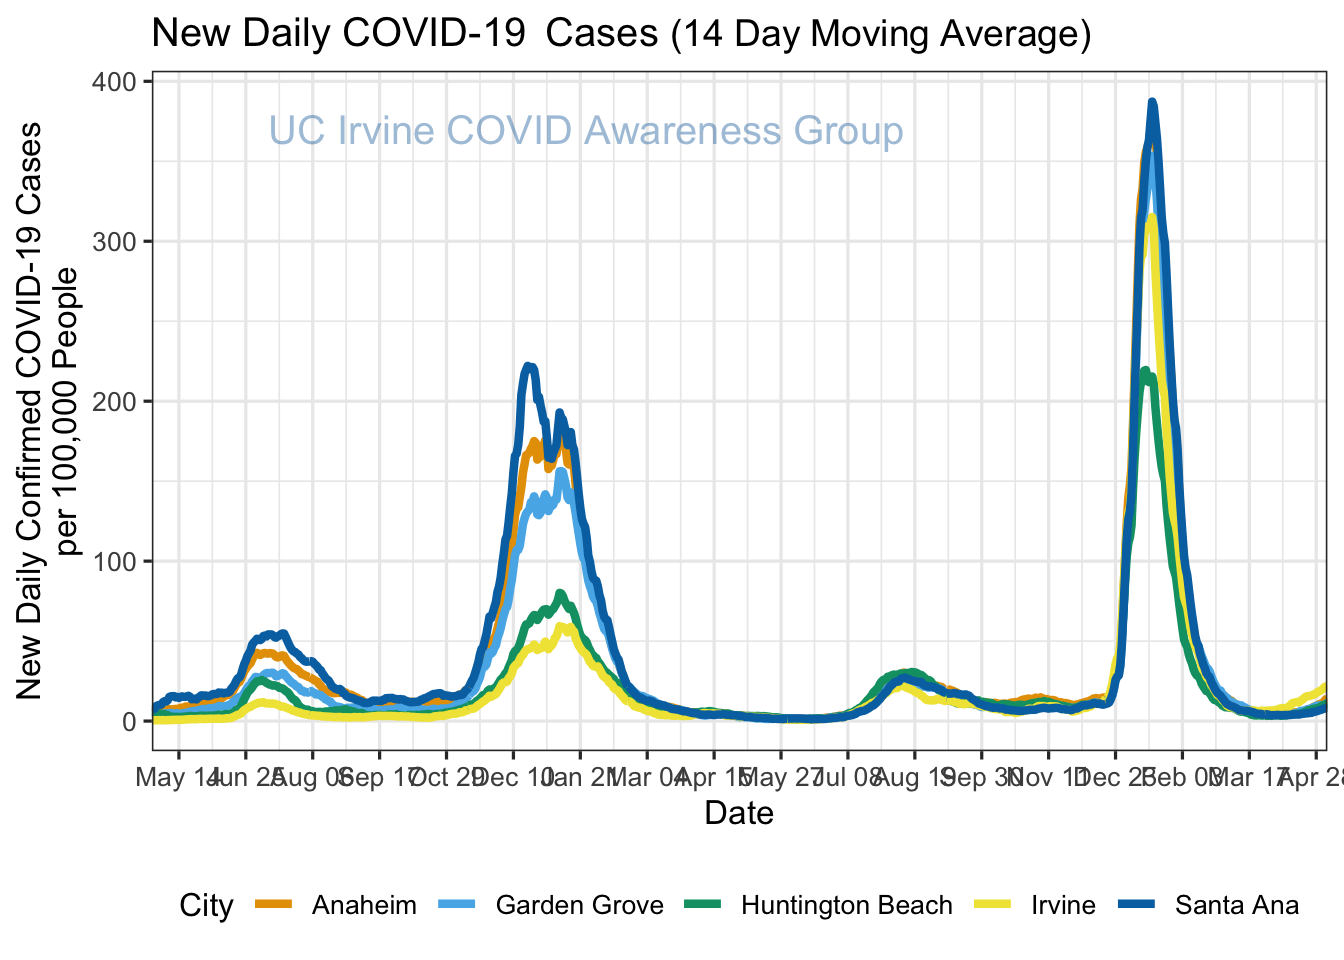 New Daily COVID-19 Cases (14 Day Moving Average)
UC Irvine COVID Awareness Group
New Daily Confirmed COVID-19 Cases
per 100,000 People
400
300
200
100
0
May 14 Jun 25 Aug 06 Sep 17 Oct 29 Dec 10 Jan 21 Mar 04 Apr 15 May 27 Jul 08 Aug 19 Sep 30 Nov 11 Dec 23 Feb 03 Mar 17 Apr 28
Date
City Anaheim Garden Grove Huntington Beach Irvine Santa Ana